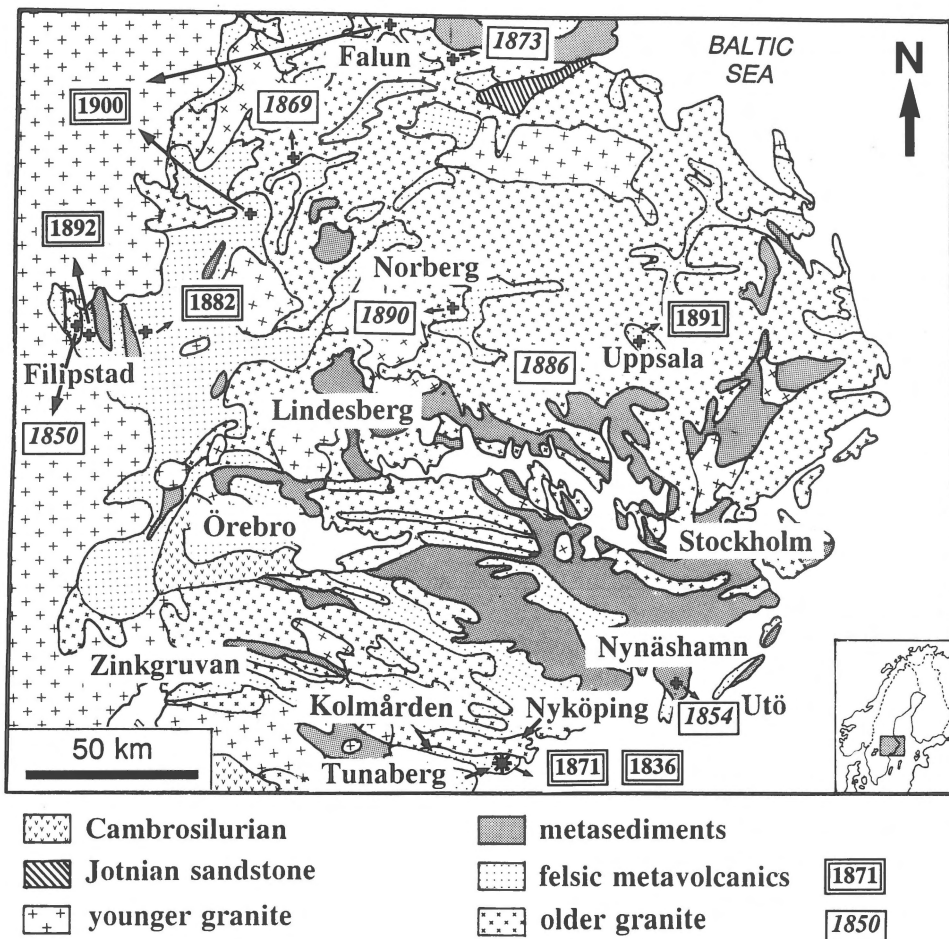 BALTIC
SEA
N
Falun
1873
1900
1869
1892
Norberg
1882
1890
1891
Uppsala
1886
Filipstad
Lindesberg
1850
Örebro
Stockholm
Nynäshamn
Zinkgruvan
Kolmården
Nyköping
1854
Utö
50 km
Tunaberg
1871
1836
Cambrosilurian
metasediments
Jotnian sandstone
felsic metavolcanics
1871
younger granite
older granite
1850